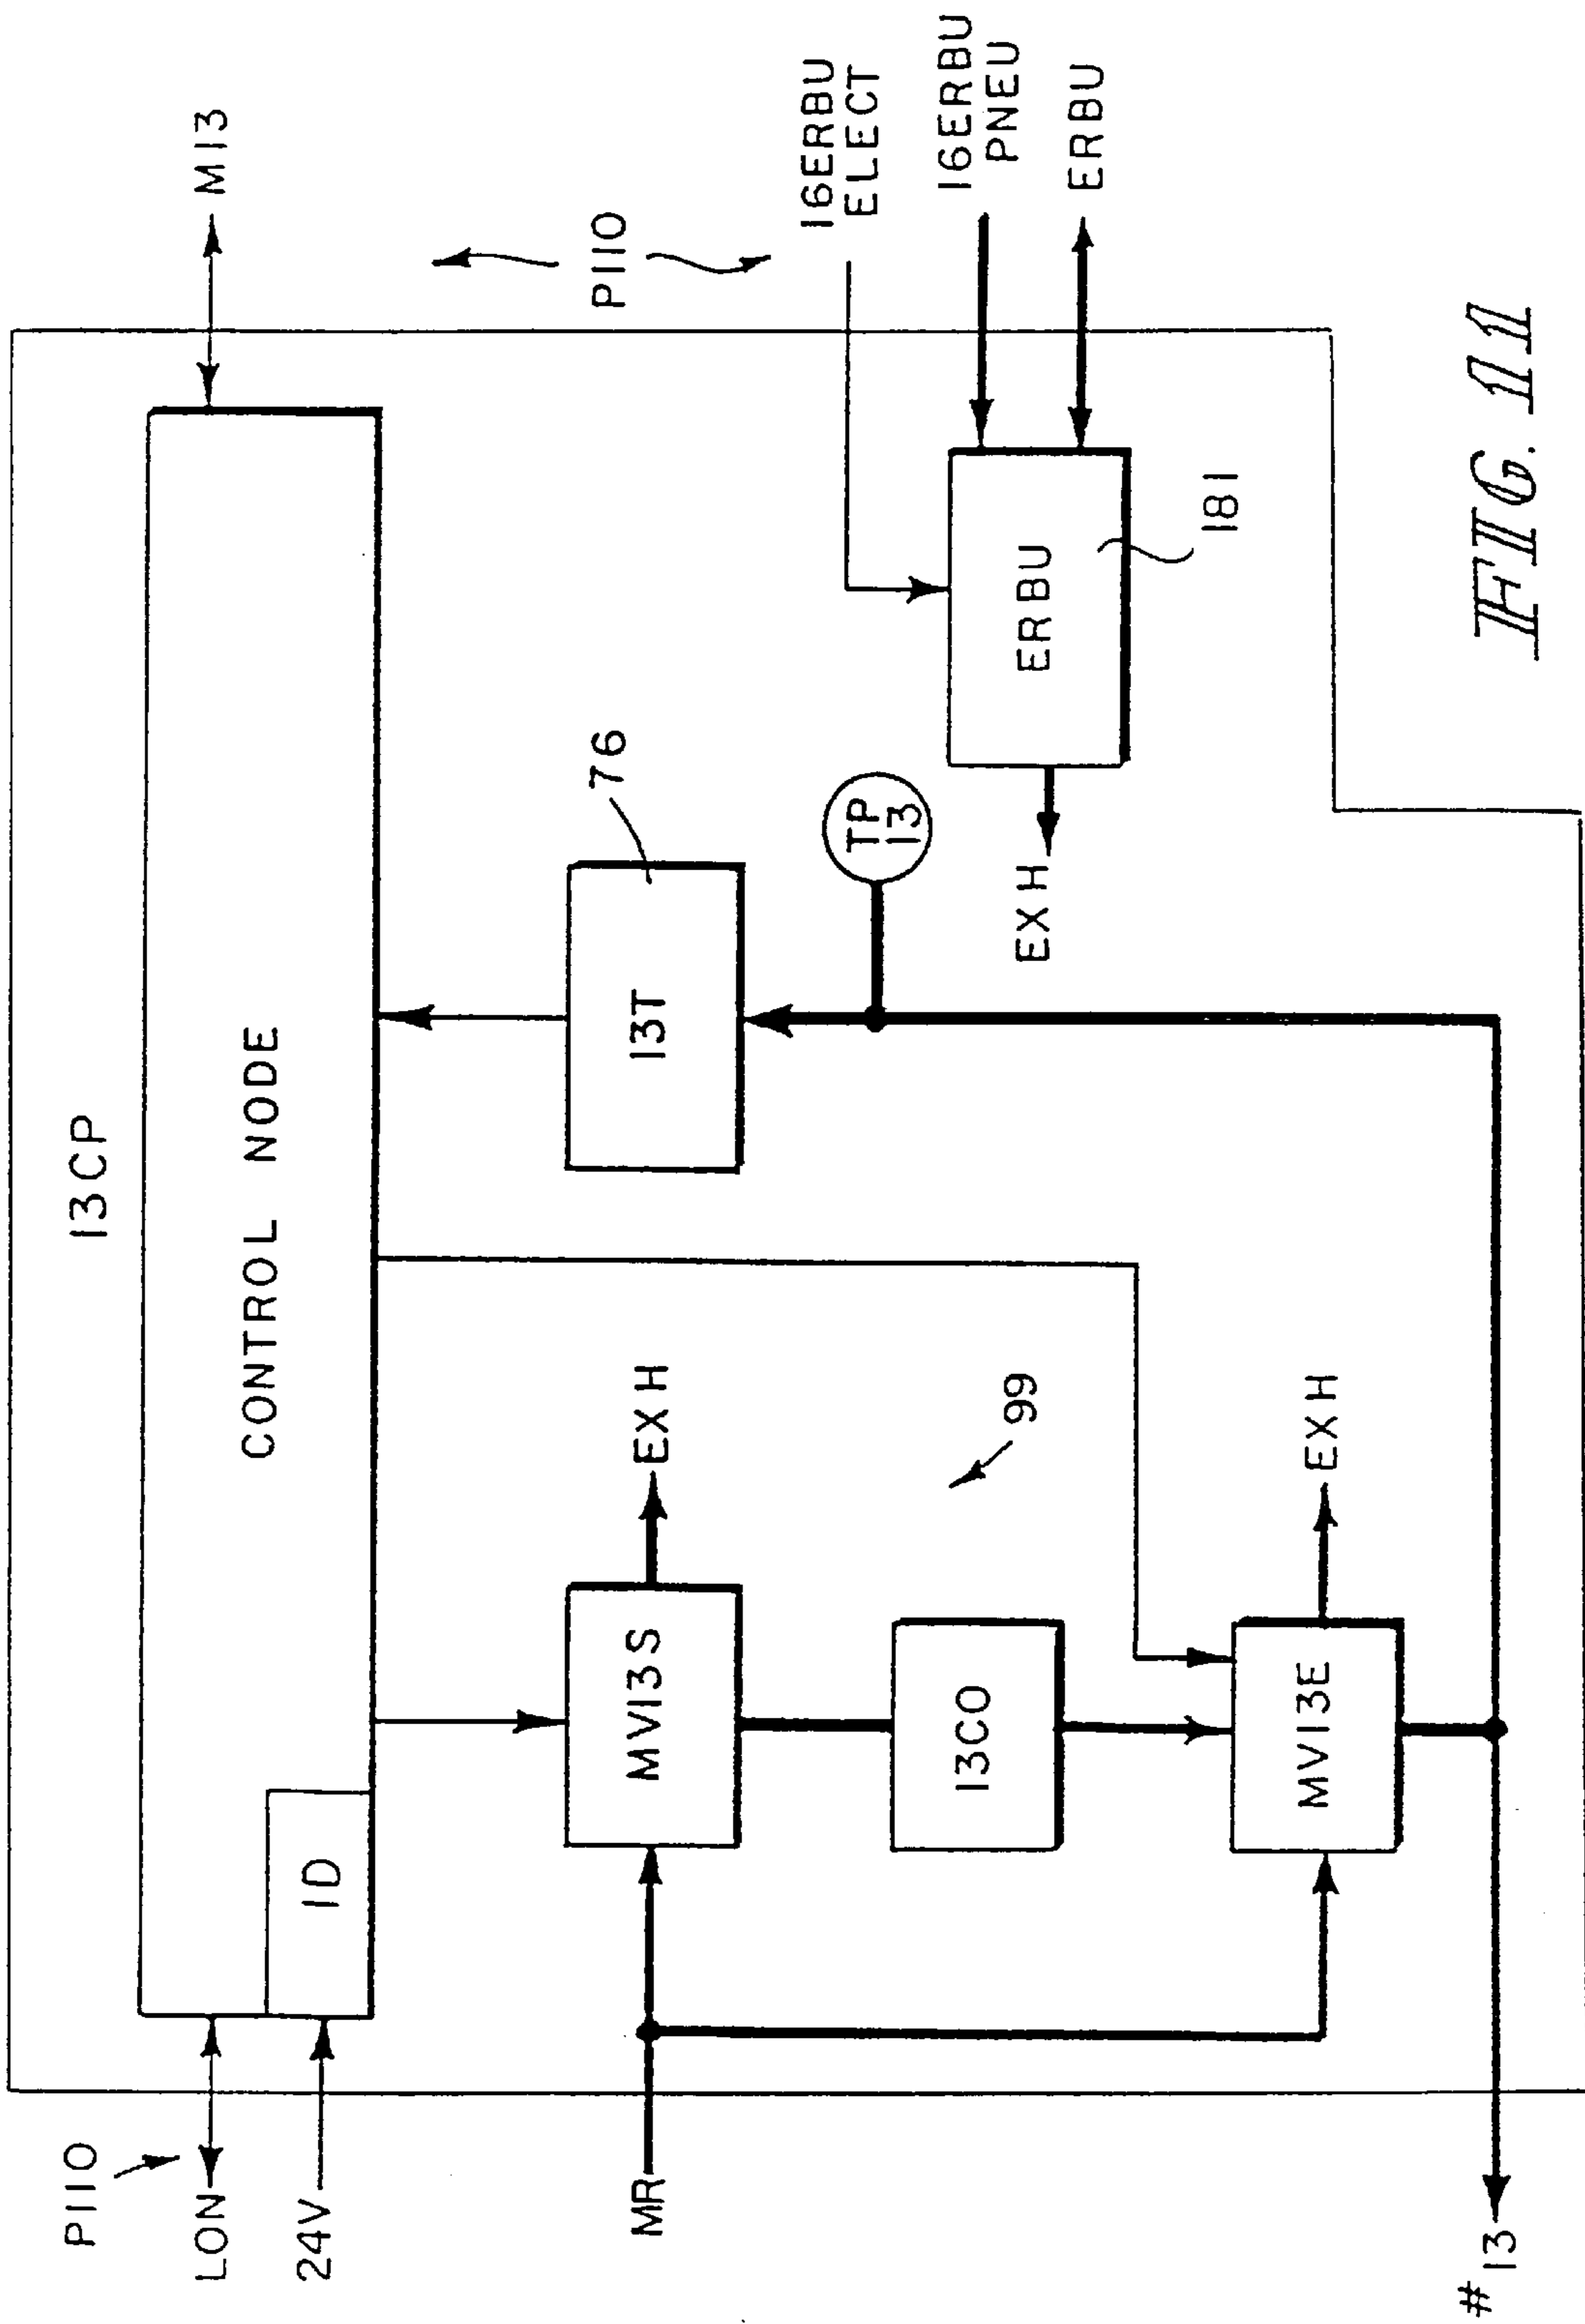 13CP
P110
LON
24V
CONTROL NODE
ID
M13
P110
16ERBU
ELECT
16ERBU
PNEU
ERBU
MR
MV13S
EXH
13CO
99
MV13E
EXH
13T
76
TP
13
EXH
ERBU
181
#13
FIG. 11